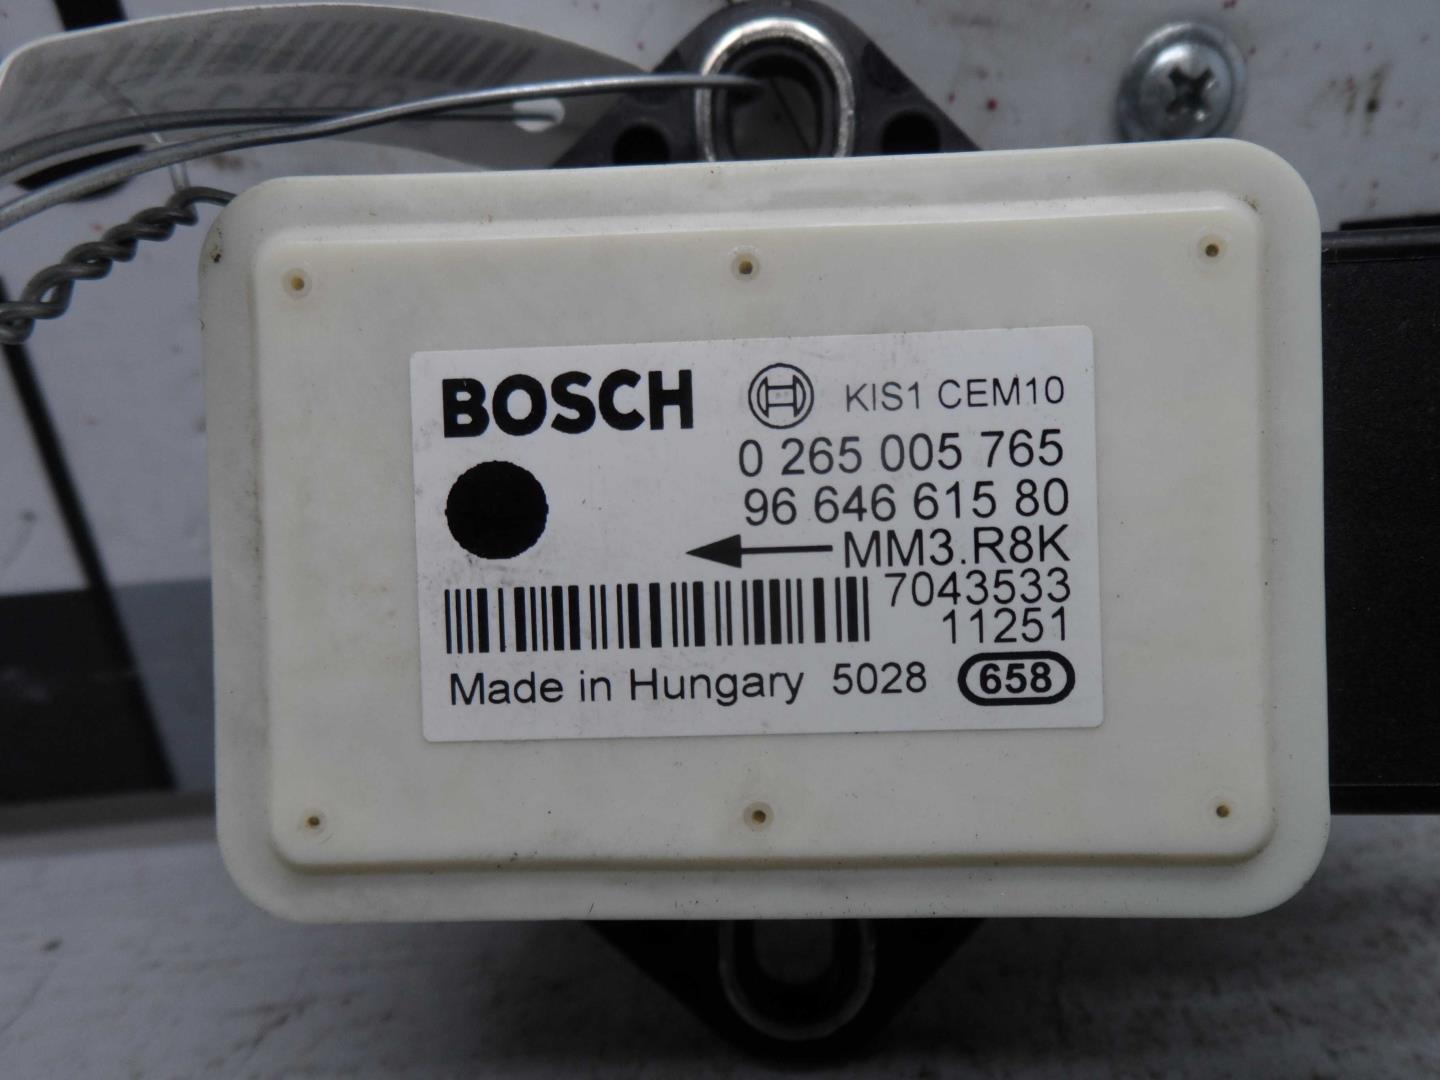 BOSCH KIS1 CEM10
0 265 005 765
96 646 615 80
MM3.R8K
7043533
11251
Made in Hungary 5028 658